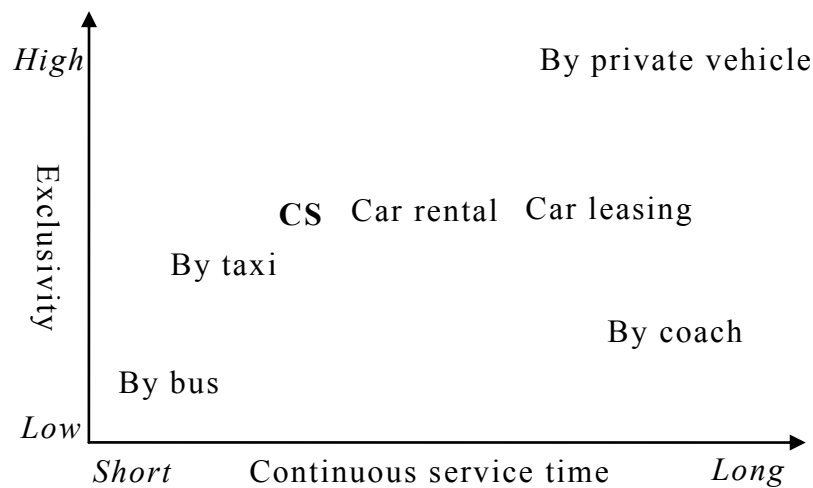 High
By private vehicle
Exclusivity
CS Car rental Car leasing
By taxi
By coach
By bus
Low
Short Continuous service time Long